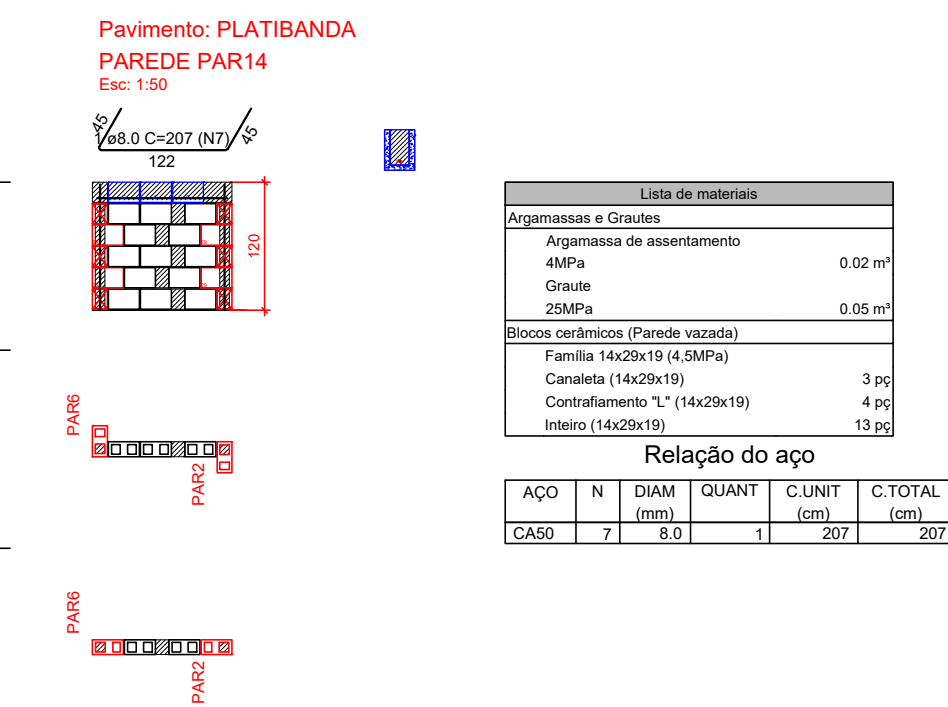 Pavimento: PLATIBANDA
PAREDE PAR14
Esc: 1:50
45
1 ø8.0 C=207 (N7)
45
122
120
PAR6
PAR2
PAR6
PAR2
Lista de materiais
Argamassas e Grautes
Argamassa de assentamento
4MPa 0.02 m³
Graute
25MPa 0.05 m³
Blocos cerâmicos (Parede vazada)
Família 14x29x19 (4,5MPa)
Canaleta (14x29x19) 3 pç
Contrafiamento "L" (14x29x19) 4 pç
Inteiro (14x29x19) 13 pç
Relação do aço
AÇO N DIAM QUANT C.UNIT C.TOTAL
(mm) (cm) (cm)
CA50 7 8.0 1 207 207